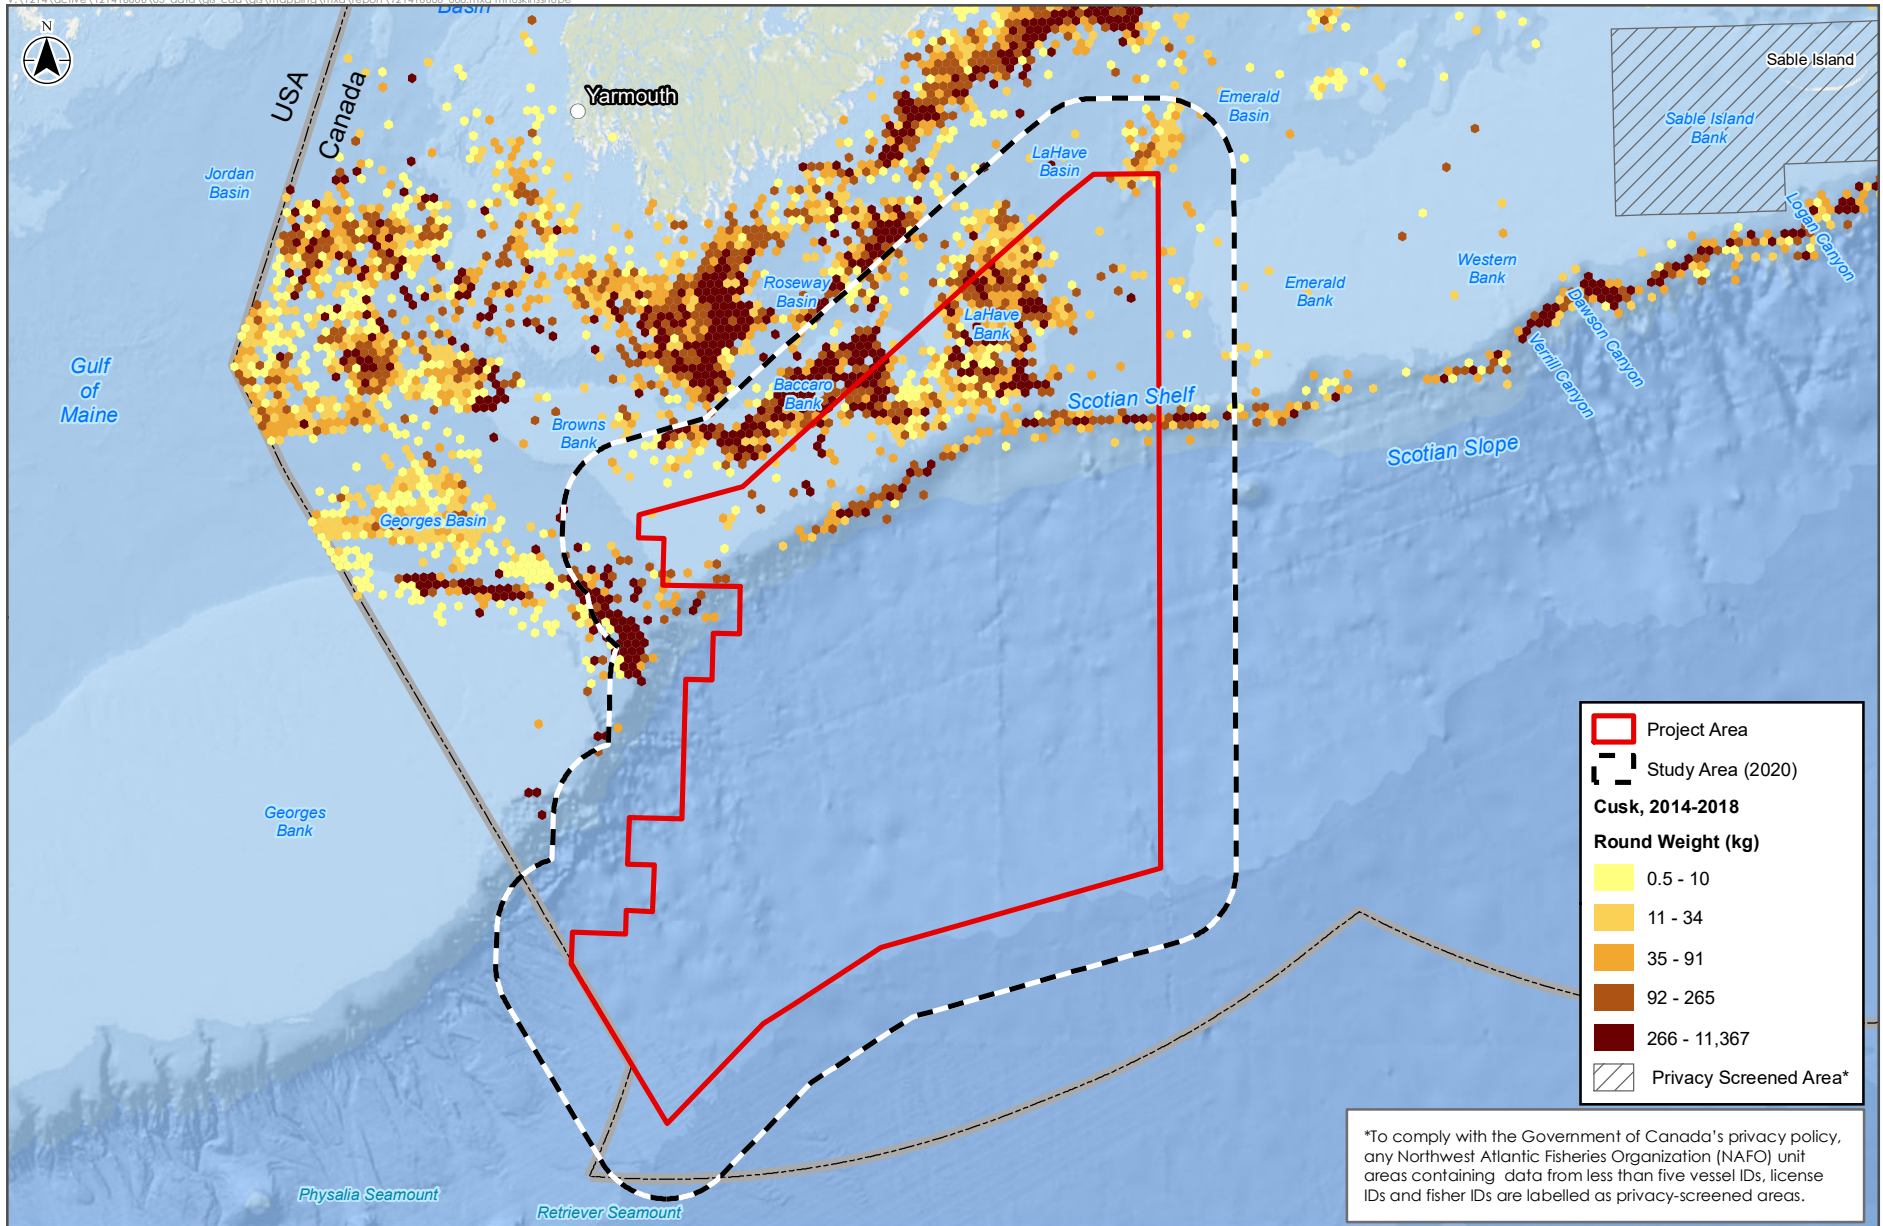 Basin
N
USA
Canada
Yarmouth
Sable Island
Emerald
Basin
Sable Island
Bank
LaHave
Basin
Jordan
Basin
Logan Canyon
Western
Bank
Emerald
Bank
Roseway
Basin
LaHave
Bank
Dawson Canyon
Verrill Canyon
Gulf
of
Maine
Baccaro
Bank
Scotian Shelf
Browns
Bank
Scotian Slope
Georges Basin
Georges
Bank
Physalia Seamount
Retriever Seamount
Project Area
Study Area (2020)
Cusk, 2014-2018
Round Weight (kg)
0.5 - 10
11 - 34
35 - 91
92 - 265
266 - 11,367
Privacy Screened Area*
*To comply with the Government of Canada's privacy policy,
any Northwest Atlantic Fisheries Organization (NAFO) unit
areas containing data from less than five vessel IDs, license
IDs and fisher IDs are labelled as privacy-screened areas.